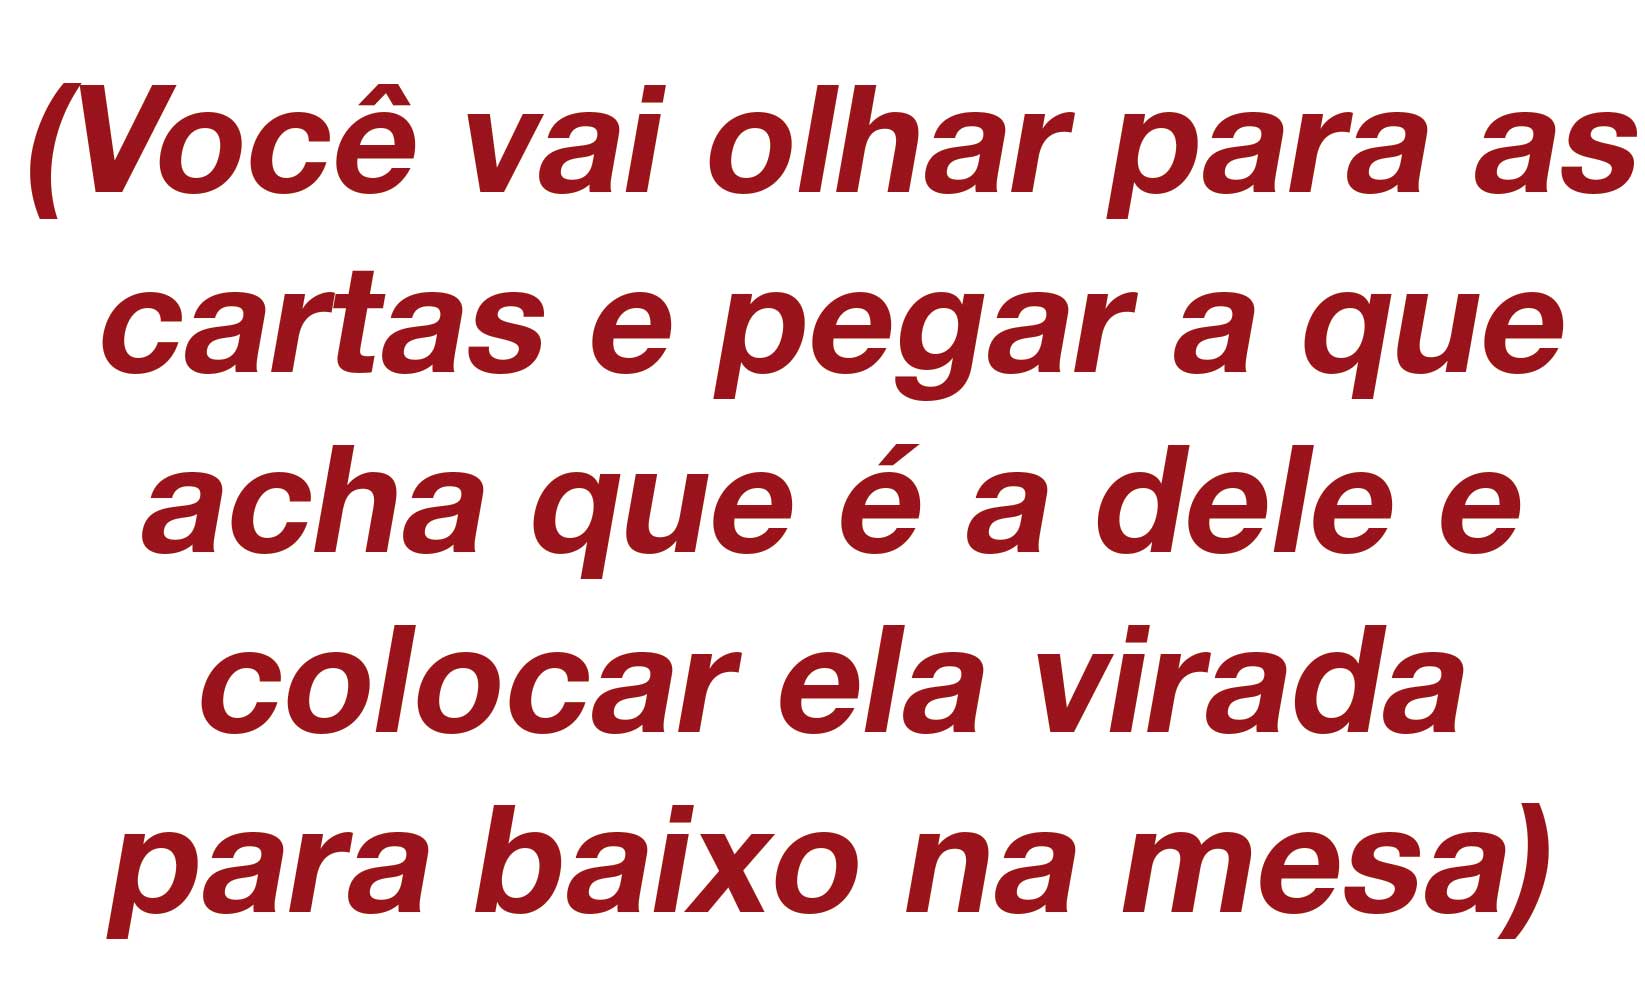 (Você vai olhar para as
cartas e pegar a que
acha que é a dele e
colocar ela virada
para baixo na mesa)